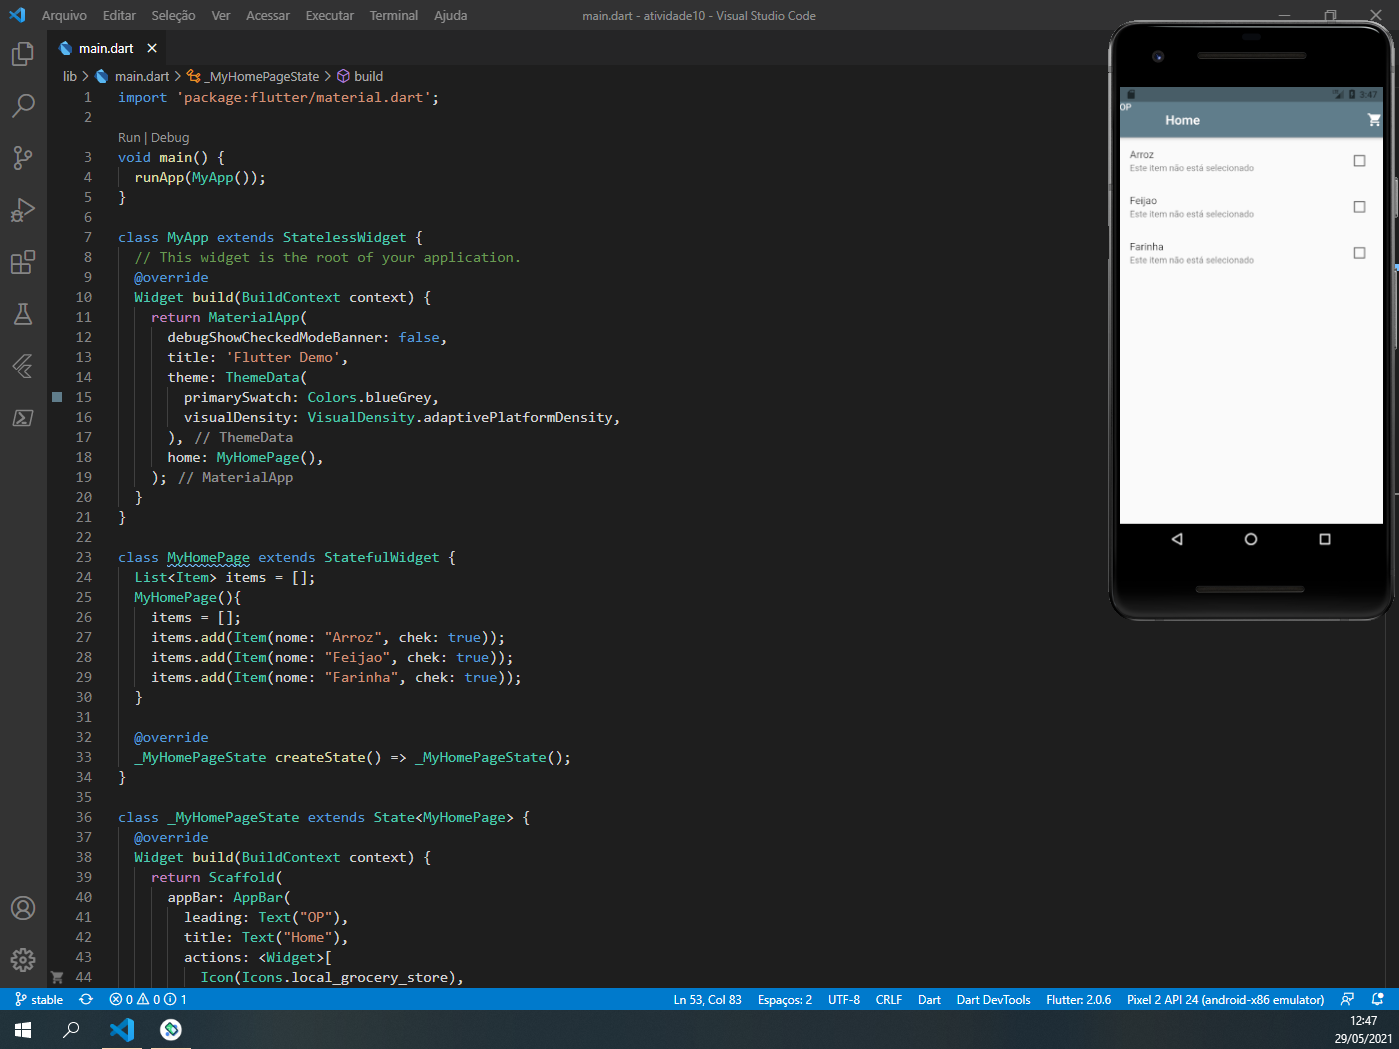 Arquivo Editar Seleção Ver Acessar Executar Terminal Ajuda main.dart - atividade10 - Visual Studio Code
main.dart
lib > main.dart > _MyHomePageState > build
1 import 'package:flutter/material.dart';
2
Run | Debug
3 void main() {
4 runApp(MyApp());
5 }
6
7 class MyApp extends StatelessWidget {
8 // This widget is the root of your application.
9 @override
10 Widget build(BuildContext context) {
11 return MaterialApp(
12 debugShowCheckedModeBanner: false,
13 title: 'Flutter Demo',
14 theme: ThemeData(
15 primarySwatch: Colors.blueGrey,
16 visualDensity: VisualDensity.adaptivePlatformDensity,
17 ), // ThemeData
18 home: MyHomePage(),
19 ); // MaterialApp
20 }
21 }
22
23 class MyHomePage extends StatefulWidget {
24 List<Item> items = [];
25 MyHomePage(){
26 items = [];
27 items.add(Item(nome: "Arroz", chek: true));
28 items.add(Item(nome: "Feijao", chek: true));
29 items.add(Item(nome: "Farinha", chek: true));
30 }
31
32 @override
33 _MyHomePageState createState() => _MyHomePageState();
34 }
35
36 class _MyHomePageState extends State<MyHomePage> {
37 @override
38 Widget build(BuildContext context) {
39 return Scaffold(
40 appBar: AppBar(
41 leading: Text("OP"),
42 title: Text("Home"),
43 actions: <Widget>[
44 Icon(Icons.local_grocery_store),
3:47
OP
Home
Arroz
Este item não está selecionado
Feijao
Este item não está selecionado
Farinha
Este item não está selecionado
stable 0 0 1 Ln 53, Col 83 Espaços: 2 UTF-8 CRLF Dart Dart DevTools Flutter: 2.0.6 Pixel 2 API 24 (android-x86 emulator)
12:47
29/05/2021